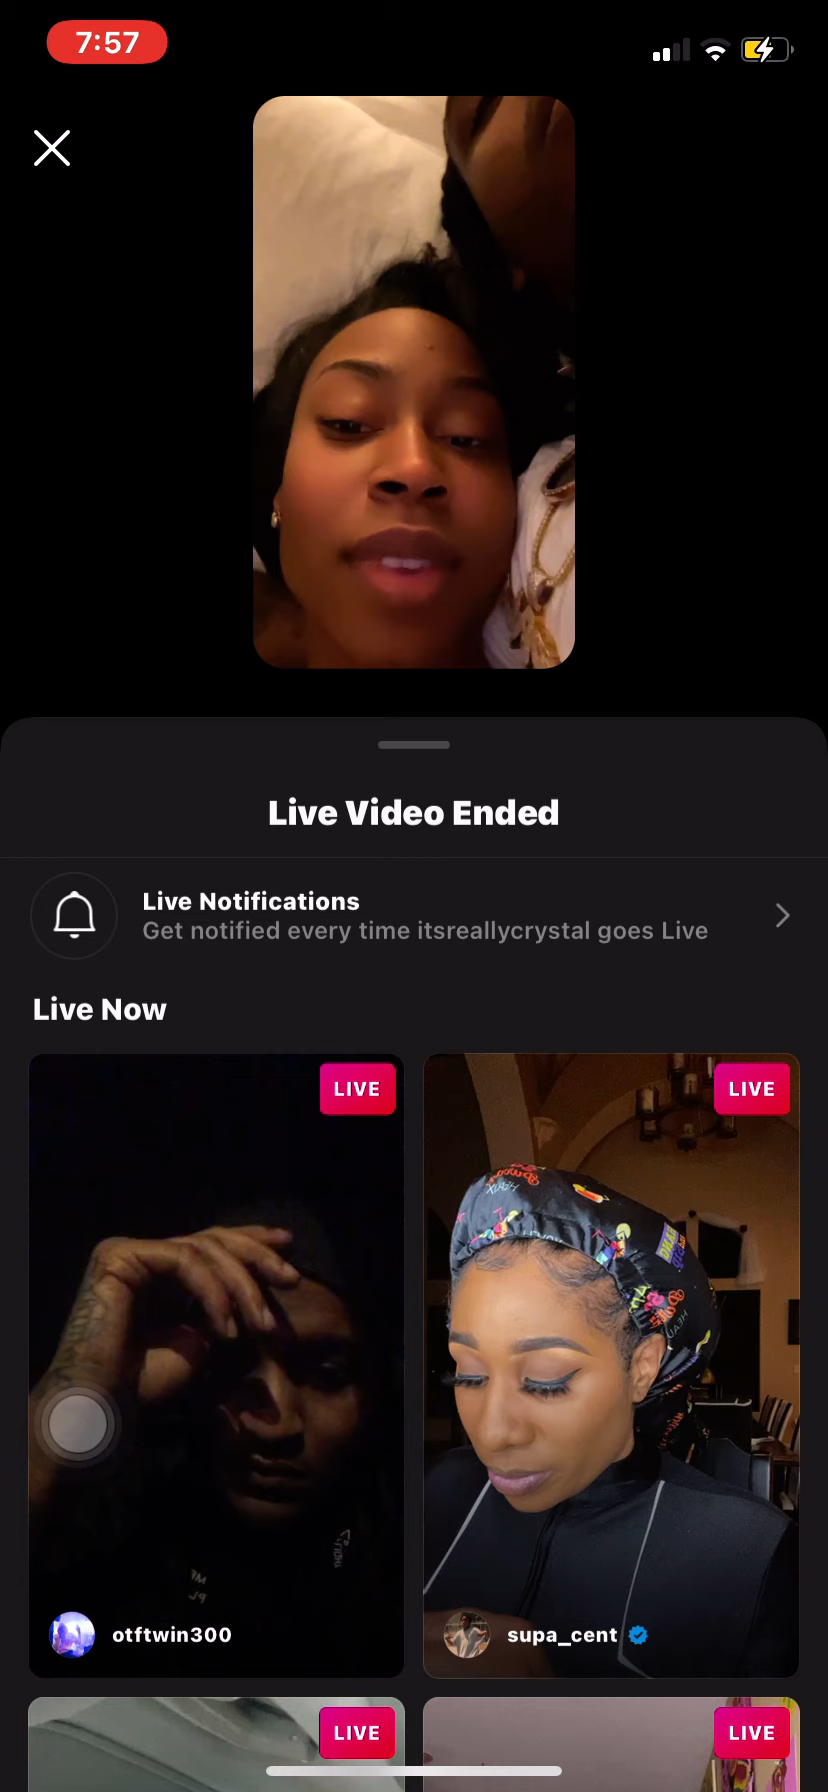 7:57
Live Video Ended
Live Notifications
Get notified every time itsreallycrystal goes Live
Live Now
LIVE
LIVE
otftwin300
supa_cent
LIVE
LIVE